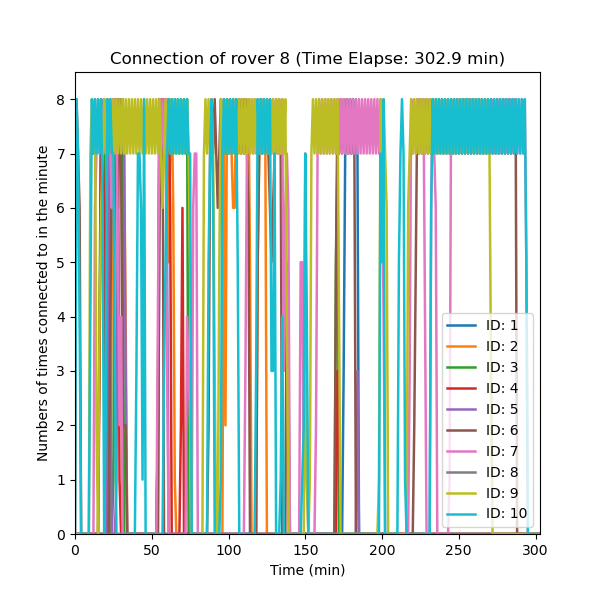 Connection of rover 8 (Time Elapse: 302.9 min)
Numbers of times connected to in the minute
8
7
6
5
4
3
2
1
0
ID: 1
ID: 2
ID: 3
ID: 4
ID: 5
ID: 6
ID: 7
ID: 8
ID: 9
ID: 10
0 50 100 150 200 250 300
Time (min)